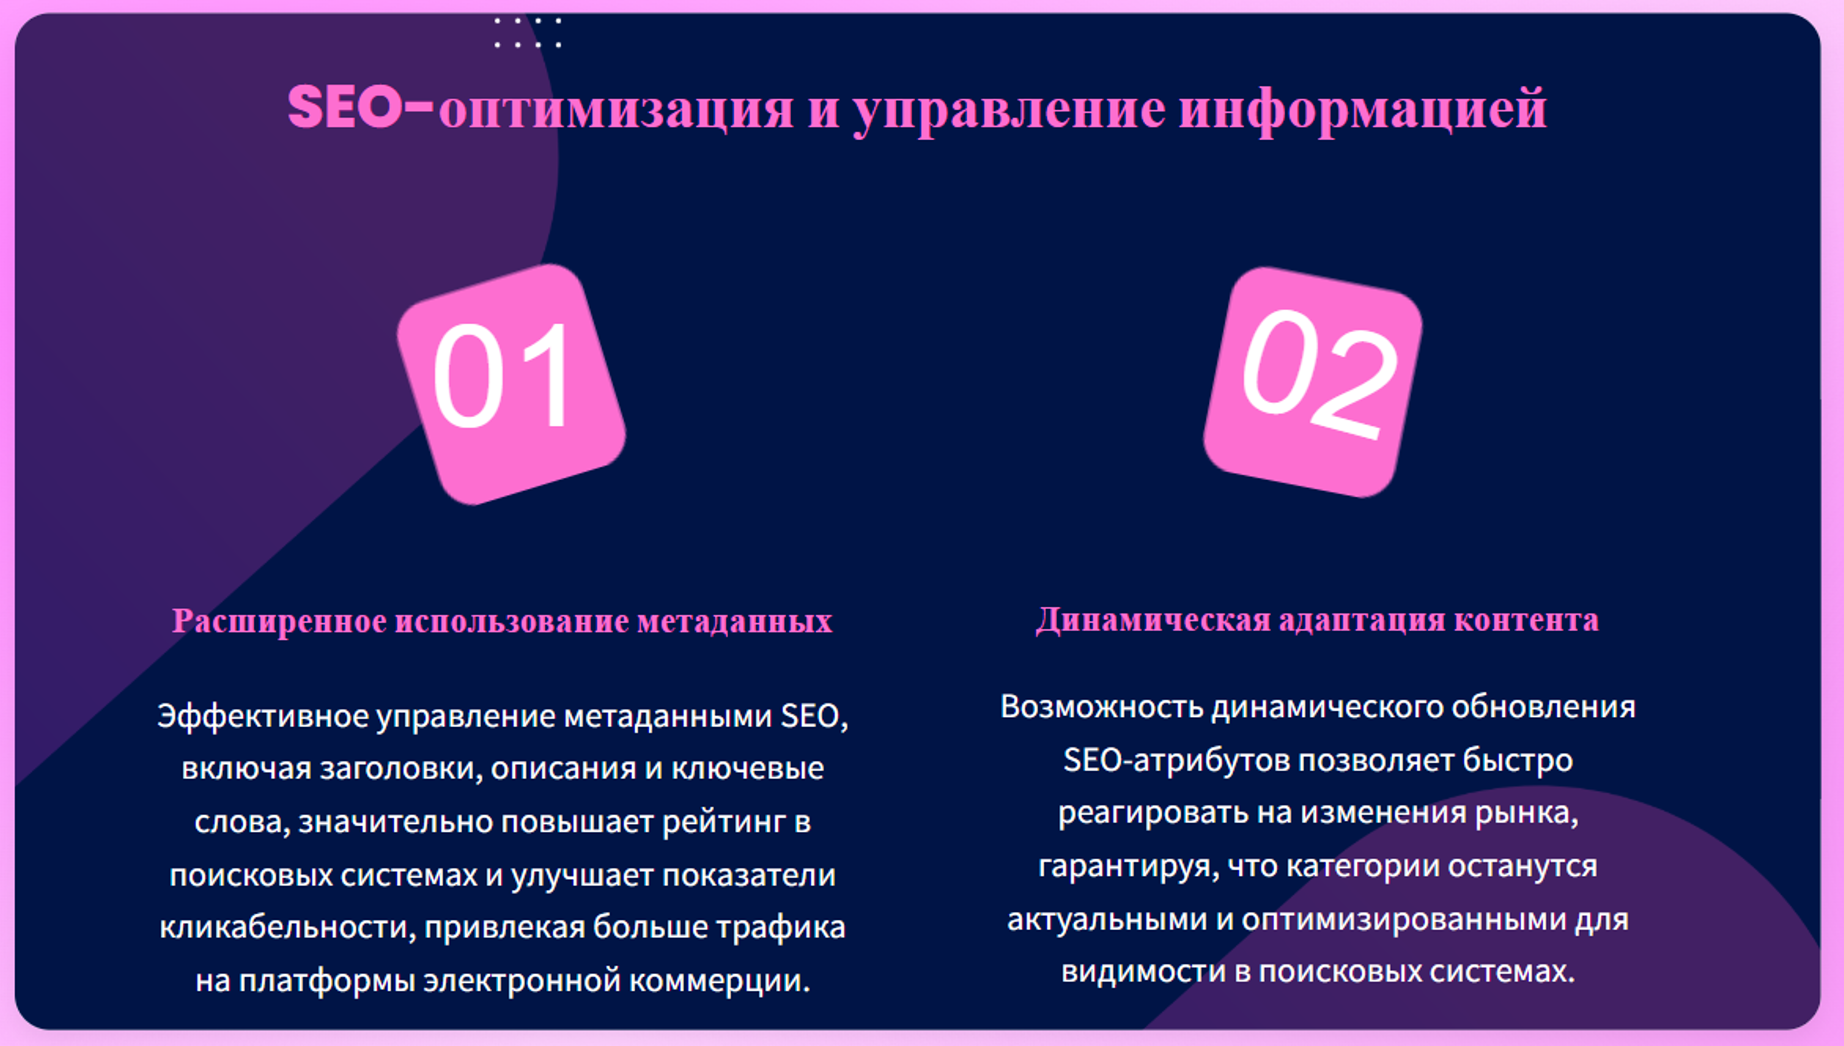 SEO-оптимизация и управление информацией
01
Расширенное использование метаданных
Эффективное управление метаданными SEO,
включая заголовки, описания и ключевые
слова, значительно повышает рейтинг в
поисковых системах и улучшает показатели
кликабельности, привлекая больше трафика
на платформы электронной коммерции.
02
Динамическая адаптация контента
Возможность динамического обновления
SEO-атрибутов позволяет быстро
реагировать на изменения рынка,
гарантируя, что категории останутся
актуальными и оптимизированными для
видимости в поисковых системах.